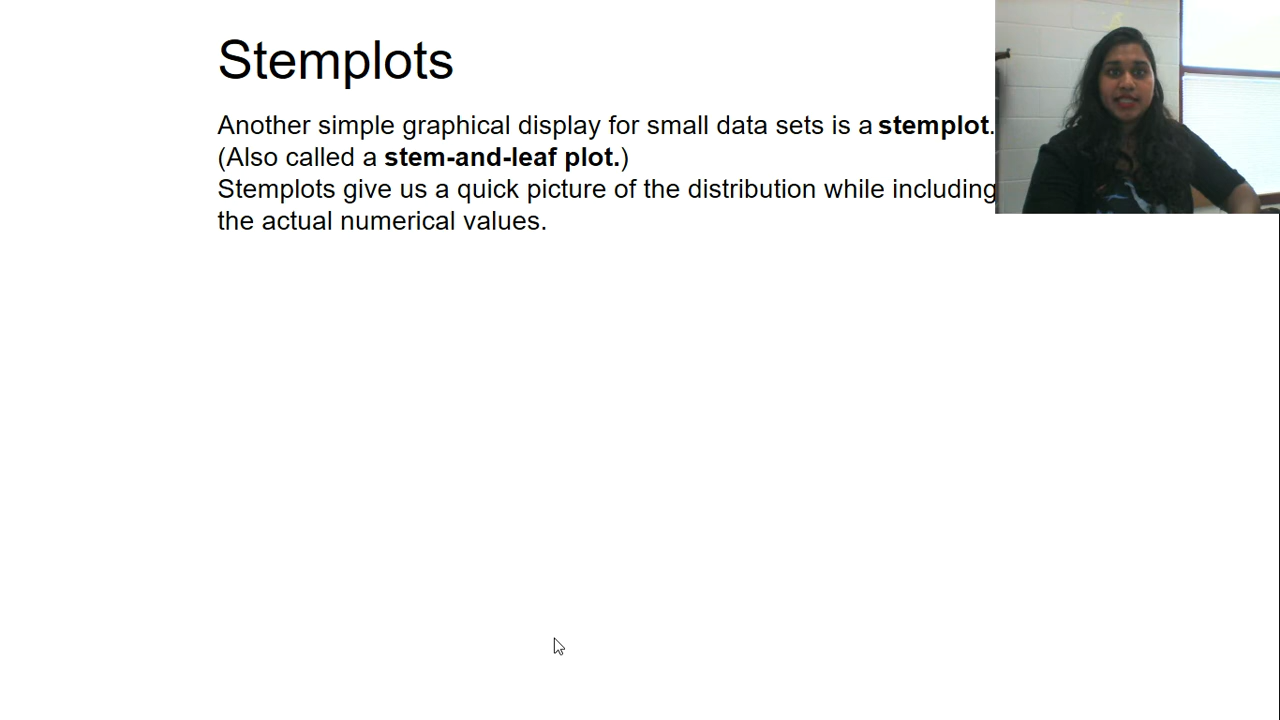 Stemplots
Another simple graphical display for small data sets is a stemplot.
(Also called a stem-and-leaf plot.)
Stemplots give us a quick picture of the distribution while including
the actual numerical values.